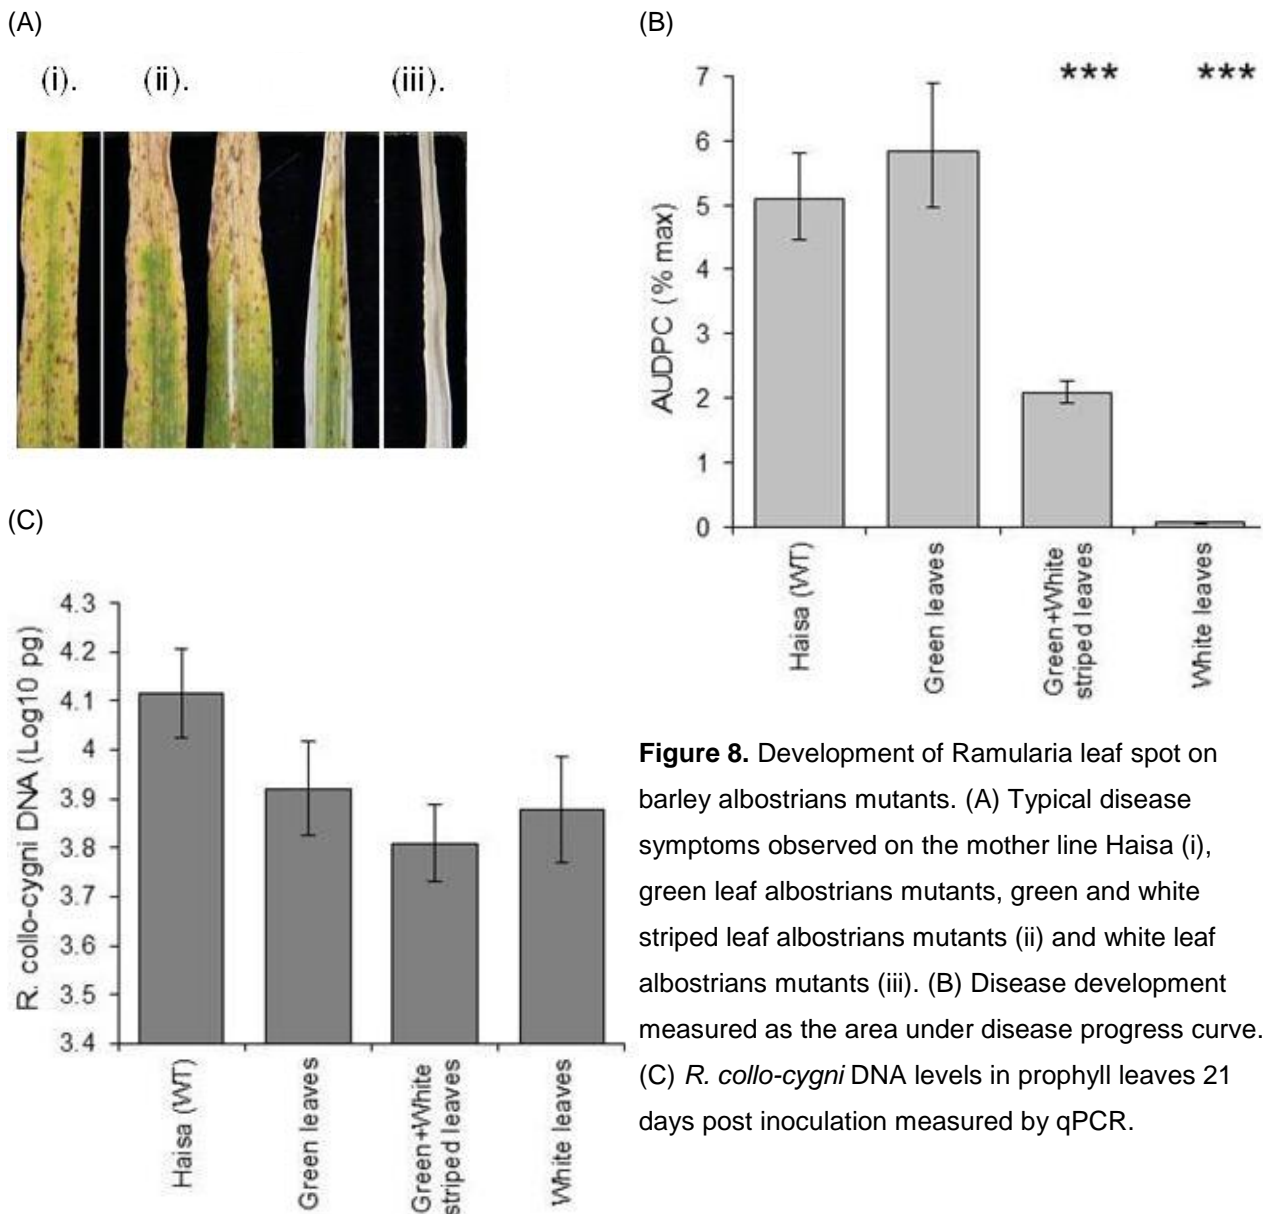 (A)
(i).
(ii).
(iii).
(B)
AUDPC (% max)
7
6
5
4
3
2
1
0
***
***
Haisa (WT)
Green leaves
Green+White
striped leaves
White leaves
(C)
R. collo-cygni DNA (Log10 pg)
4.3
4.2
4.1
4
3.9
3.8
3.7
3.6
3.5
3.4
Haisa (WT)
Green leaves
Green+White
striped leaves
White leaves
Figure 8. Development of Ramularia leaf spot on
barley albostrians mutants. (A) Typical disease
symptoms observed on the mother line Haisa (i),
green leaf albostrians mutants, green and white
striped leaf albostrians mutants (ii) and white leaf
albostrians mutants (iii). (B) Disease development
measured as the area under disease progress curve.
(C) R. collo-cygni DNA levels in prophyll leaves 21
days post inoculation measured by qPCR.